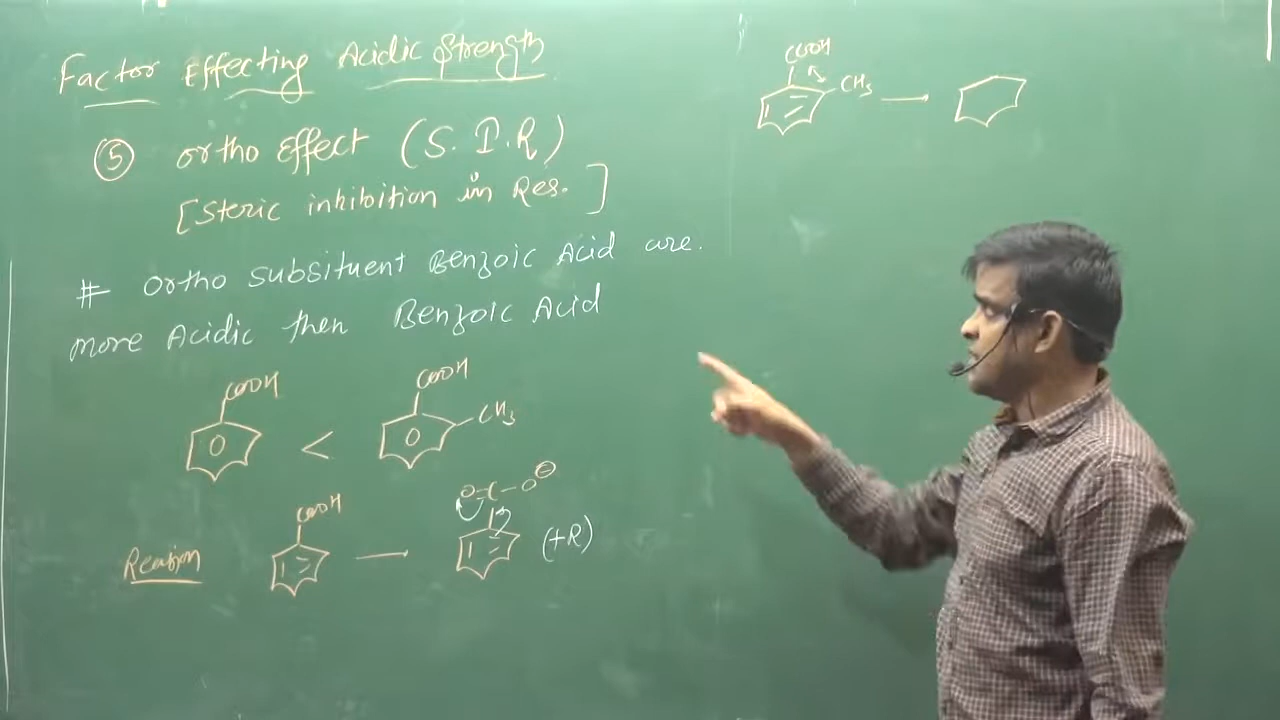 Factor Effecting Acidic Strength
⑤ ortho Effect (S.I.R)
[Steric inhibition in Res.]
# ortho subsituent Benzoic Acid are.
more Acidic then Benzoic Acid
COOH < COOH CH3
Reason COOH — O-C-O⊖ (+R)
COOH CH3 —